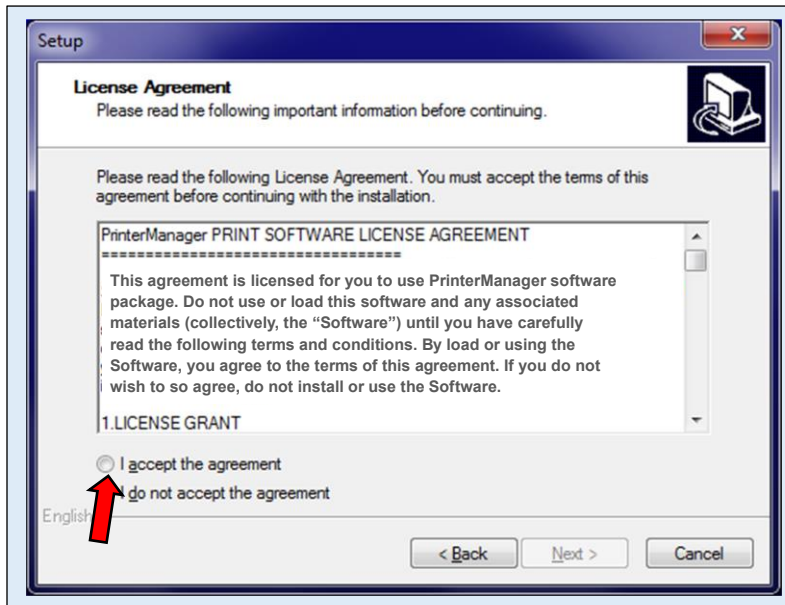 Setup
License Agreement
Please read the following important information before continuing.
Please read the following License Agreement. You must accept the terms of this
agreement before continuing with the installation.
PrinterManager PRINT SOFTWARE LICENSE AGREEMENT
==================================
This agreement is licensed for you to use PrinterManager software
package. Do not use or load this software and any associated
materials (collectively, the “Software”) until you have carefully
read the following terms and conditions. By load or using the
Software, you agree to the terms of this agreement. If you do not
wish to so agree, do not install or use the Software.
1.LICENSE GRANT
I accept the agreement
do not accept the agreement
English
< Back Next > Cancel